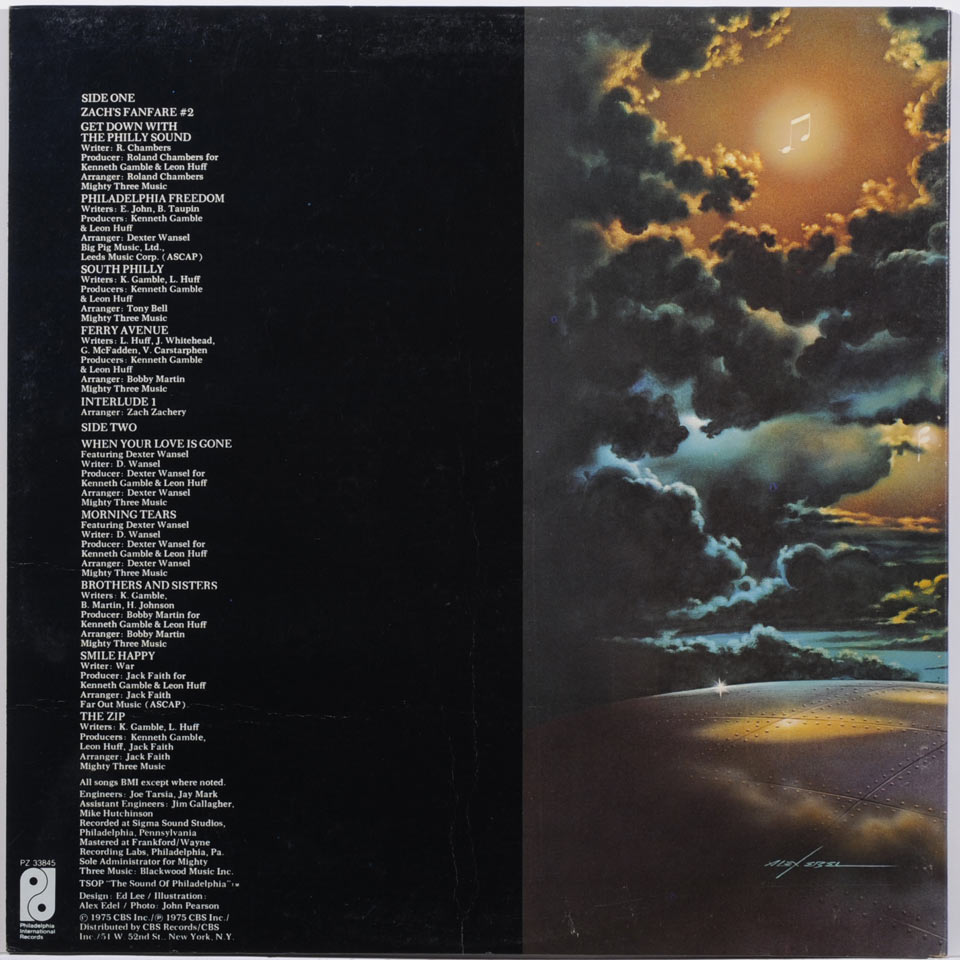 SIDE ONE
ZACH'S FANFARE #2
GET DOWN WITH
THE PHILLY SOUND
Writer: R. Chambers
Producer: Roland Chambers for
Kenneth Gamble & Leon Huff
Arranger: Roland Chambers
Mighty Three Music
PHILADELPHIA FREEDOM
Writers: E. John, B. Taupin
Producers: Kenneth Gamble
& Leon Huff
Arranger: Dexter Wansel
Big Pig Music, Ltd.,
Leeds Music Corp. (ASCAP)
SOUTH PHILLY
Writers: K. Gamble, L. Huff
Producers: Kenneth Gamble
& Leon Huff
Arranger: Tony Bell
Mighty Three Music
FERRY AVENUE
Writers: L. Huff, J. Whitehead,
G. McFadden, V. Carstarphen
Producers: Kenneth Gamble
& Leon Huff
Arranger: Bobby Martin
Mighty Three Music
INTERLUDE 1
Arranger: Zach Zachery
SIDE TWO
WHEN YOUR LOVE IS GONE
Featuring Dexter Wansel
Writer: D. Wansel
Producer: Dexter Wansel for
Kenneth Gamble & Leon Huff
Arranger: Dexter Wansel
Mighty Three Music
MORNING TEARS
Featuring Dexter Wansel
Writer: D. Wansel
Producer: Dexter Wansel for
Kenneth Gamble & Leon Huff
Arranger: Dexter Wansel
Mighty Three Music
BROTHERS AND SISTERS
Writers: K. Gamble,
B. Martin, H. Johnson
Producer: Bobby Martin for
Kenneth Gamble & Leon Huff
Arranger: Bobby Martin
Mighty Three Music
SMILE HAPPY
Writer: War
Producer: Jack Faith for
Kenneth Gamble & Leon Huff
Arranger: Jack Faith
Far Out Music (ASCAP)
THE ZIP
Writers: K. Gamble, L. Huff
Producers: Kenneth Gamble,
Leon Huff, Jack Faith
Arranger: Jack Faith
Mighty Three Music
All songs BMI except where noted.
Engineers: Joe Tarsia, Jay Mark
Assistant Engineers: Jim Gallagher,
Mike Hutchinson
Recorded at Sigma Sound Studios,
Philadelphia, Pennsylvania
Mastered at Frankford/Wayne
Recording Labs, Philadelphia, Pa.
Sole Administrator for Mighty
Three Music: Blackwood Music Inc.
TSOP "The Sound Of Philadelphia"™
Design: Ed Lee / Illustration:
Alex Edel / Photo: John Pearson
© 1975 CBS Inc./℗ 1975 CBS Inc./
Distributed by CBS Records/CBS
Inc./51 W. 52nd St., New York, N.Y.
PZ 33845
Philadelphia
International
Records
ALEX EBEL